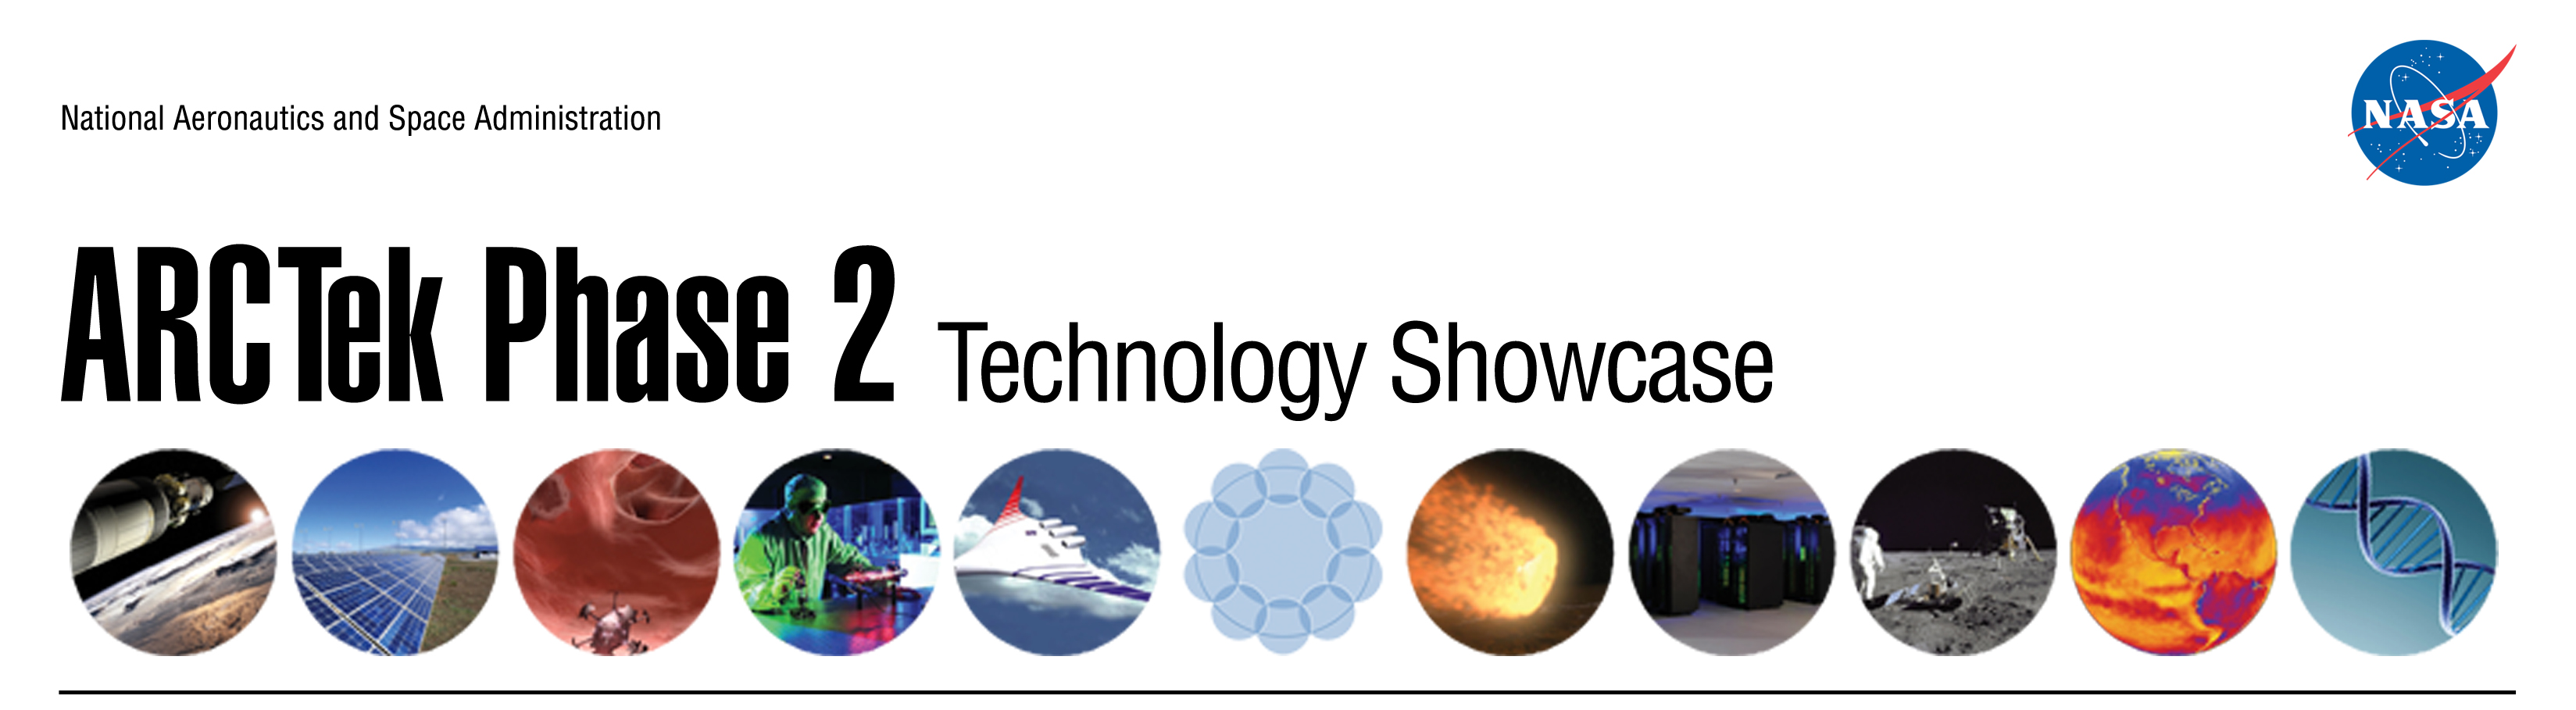 National Aeronautics and Space Administration
NASA
ARCTek Phase 2 Technology Showcase